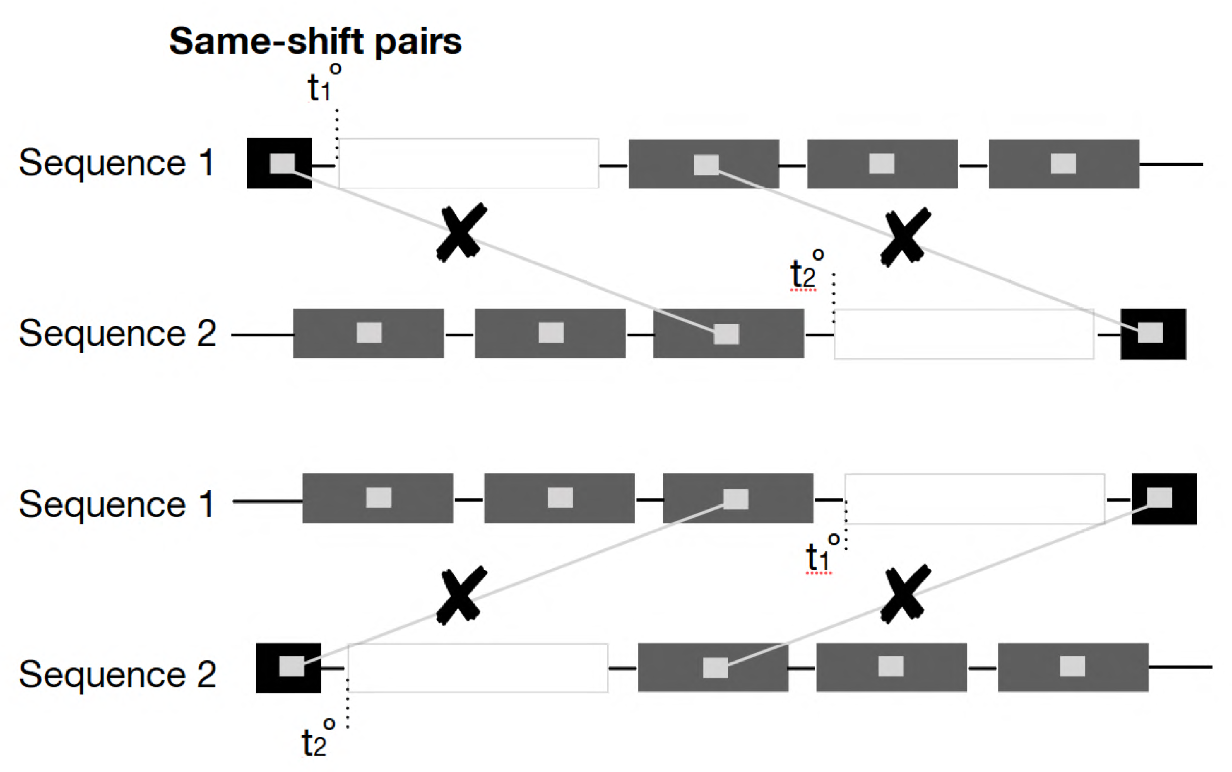 Same-shift pairs
t1°
Sequence 1
t2°
Sequence 2
Sequence 1
t1°
Sequence 2
t2°